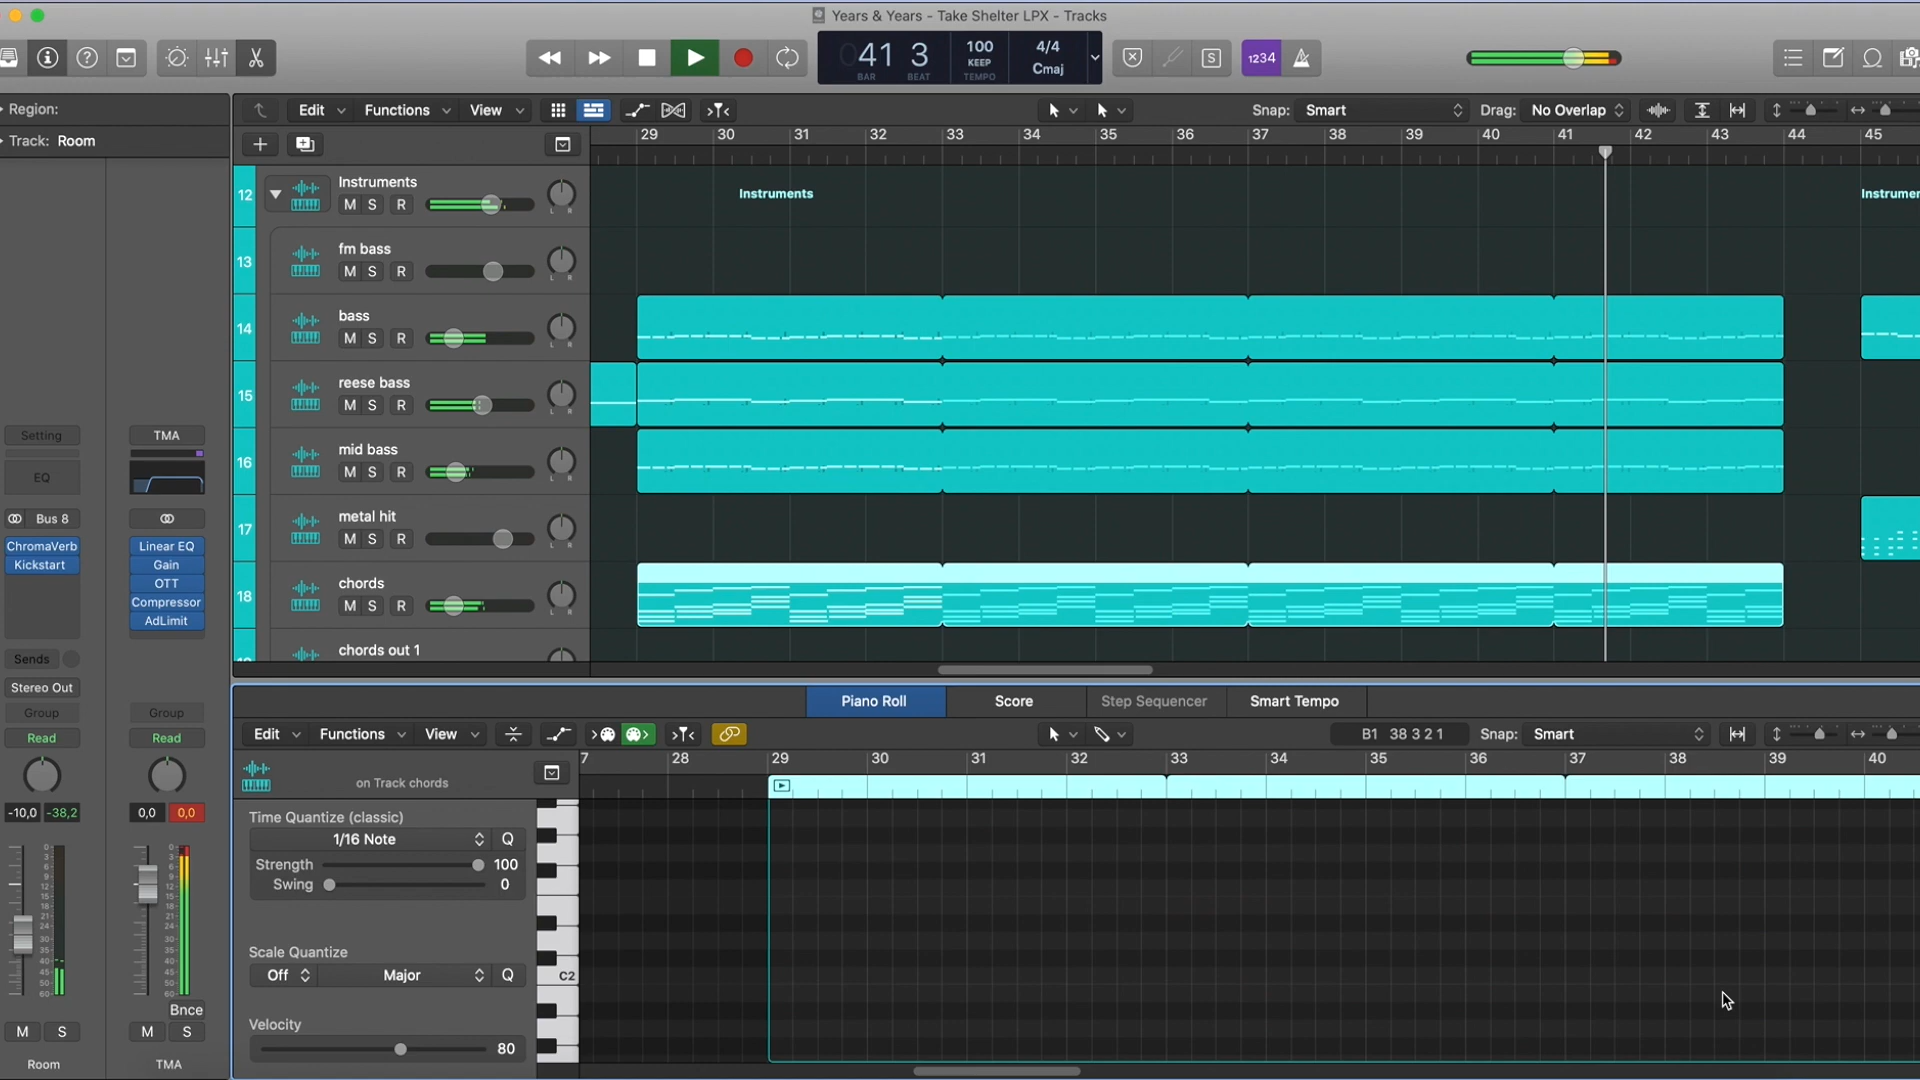 Years & Years - Take Shelter LPX - Tracks
41 3
BAR BEAT
100
KEEP
TEMPO
4/4
Cmaj
S
1234
Region:
Track: Room
Edit Functions View
Snap: Smart
Drag: No Overlap
29 30 31 32 33 34 35 36 37 38 39 40 41 42 43 44 45
12 Instruments
M S R
L R
Instruments
Instrumen
13 fm bass
M S R
L R
14 bass
M S R
L R
15 reese bass
M S R
L R
16 mid bass
M S R
L R
17 metal hit
M S R
L R
18 chords
M S R
L R
chords out 1
Setting TMA
EQ
Bus 8
ChromaVerb Linear EQ
Kickstart Gain
OTT
Compressor
AdLimit
Sends
Stereo Out
Group Group
Read Read
-10,0 -38,2 0,0 0,0
Bnce
M S M S
Room TMA
Piano Roll Score Step Sequencer Smart Tempo
Edit Functions View
B1 38 3 2 1
Snap: Smart
7 28 29 30 31 32 33 34 35 36 37 38 39 40
on Track chords
Time Quantize (classic)
1/16 Note Q
Strength 100
Swing 0
Scale Quantize
Off Major Q
C2
Velocity
80